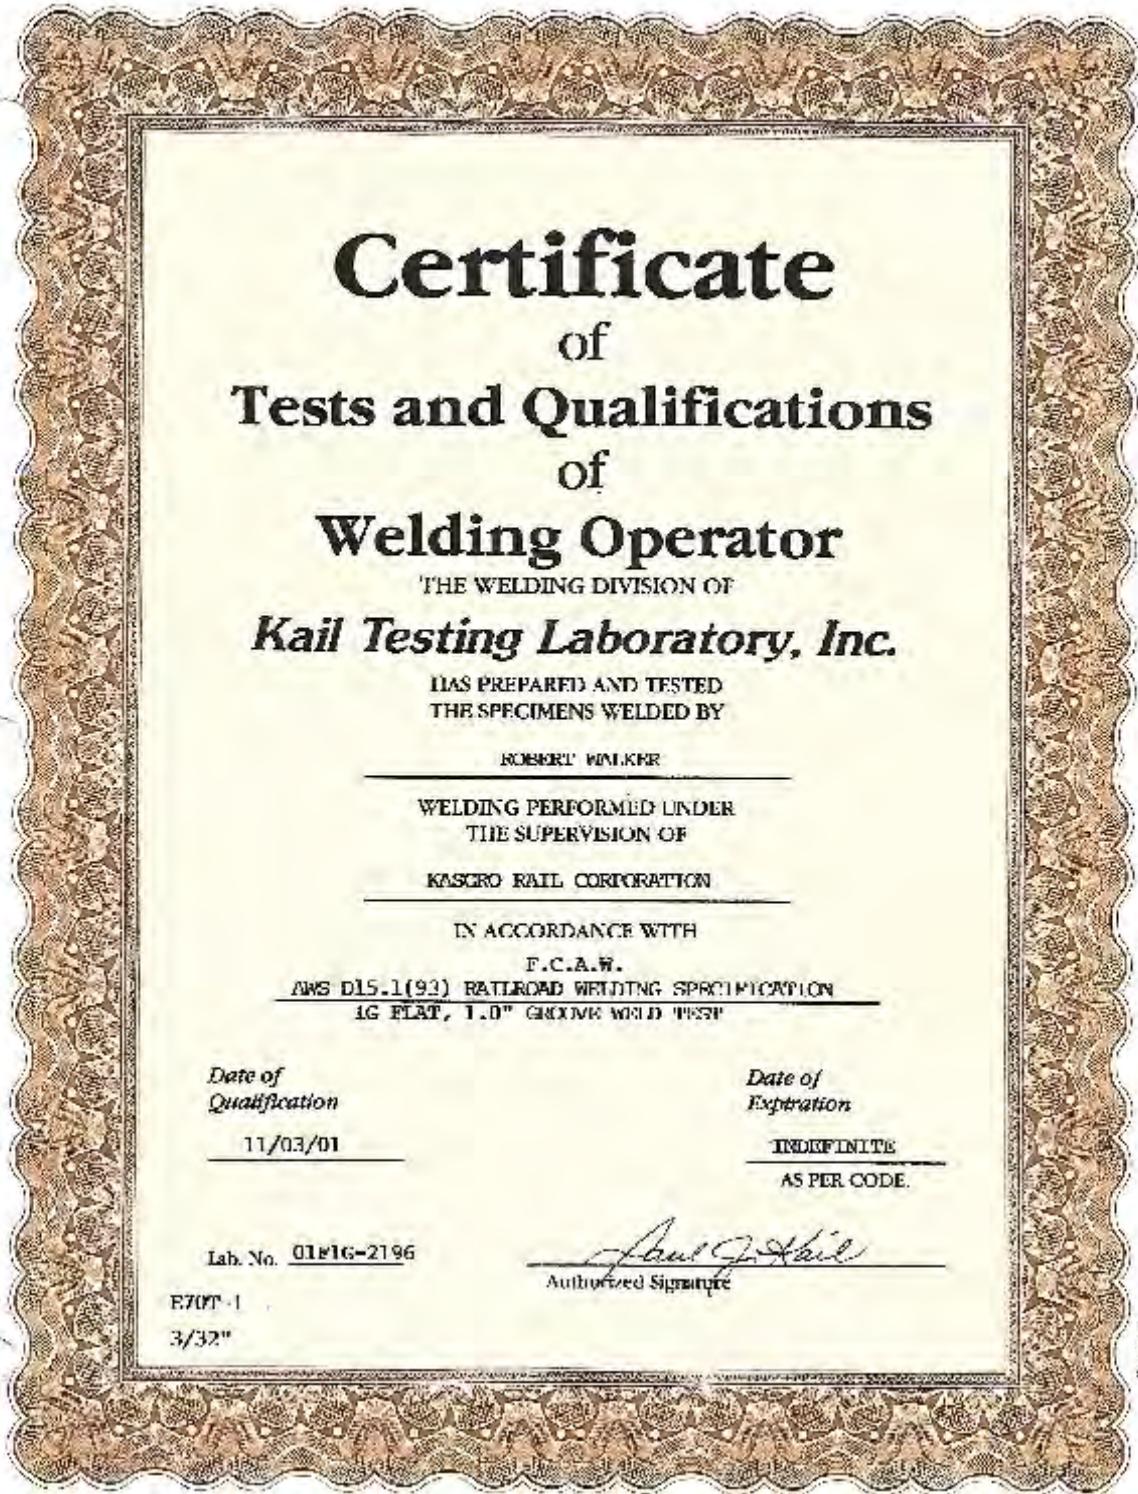 Certificate
of
Tests and Qualifications
of
Welding Operator
THE WELDING DIVISION OF
Kail Testing Laboratory, Inc.
HAS PREPARED AND TESTED
THE SPECIMENS WELDED BY
ROBERT WALKER
WELDING PERFORMED UNDER
THE SUPERVISION OF
KASGRO RAIL CORPORATION
IN ACCORDANCE WITH
F.C.A.W.
AWS D15.1(93) RAILROAD WELDING SPECIFICATION
1G FLAT, 1.0" GROOVE WELD TEST
Date of
Qualification
11/03/01
Date of
Expiration
INDEFINITE
AS PER CODE.
Lab. No. 01F1G-2196
Paul J. Kail
Authorized Signature
E70T-1
3/32"